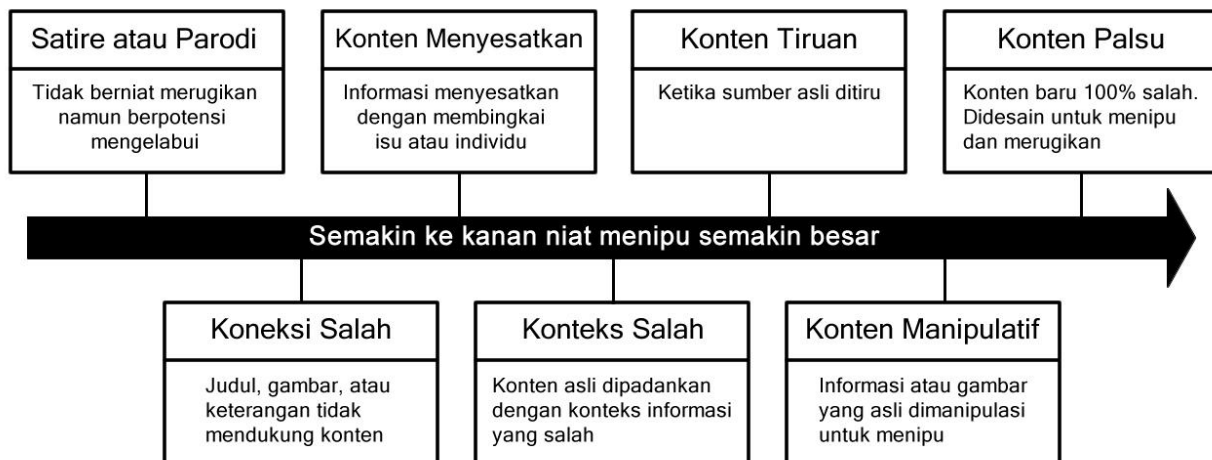 Satire atau Parodi
Tidak berniat merugikan
namun berpotensi
mengelabui
Konten Menyesatkan
Informasi menyesatkan
dengan membingkai
isu atau individu
Konten Tiruan
Ketika sumber asli ditiru
Konten Palsu
Konten baru 100% salah.
Didesain untuk menipu
dan merugikan
Semakin ke kanan niat menipu semakin besar
Koneksi Salah
Judul, gambar, atau
keterangan tidak
mendukung konten
Konteks Salah
Konten asli dipadankan
dengan konteks informasi
yang salah
Konten Manipulatif
Informasi atau gambar
yang asli dimanipulasi
untuk menipu